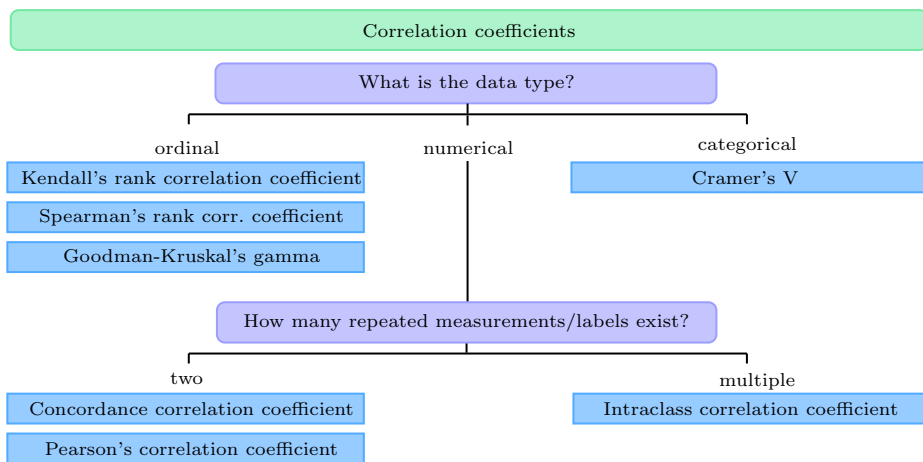 Correlation coefficients
What is the data type?
ordinal
numerical
categorical
Kendall's rank correlation coefficient
Cramer's V
Spearman's rank corr. coefficient
Goodman-Kruskal's gamma
How many repeated measurements/labels exist?
two
multiple
Concordance correlation coefficient
Intraclass correlation coefficient
Pearson's correlation coefficient